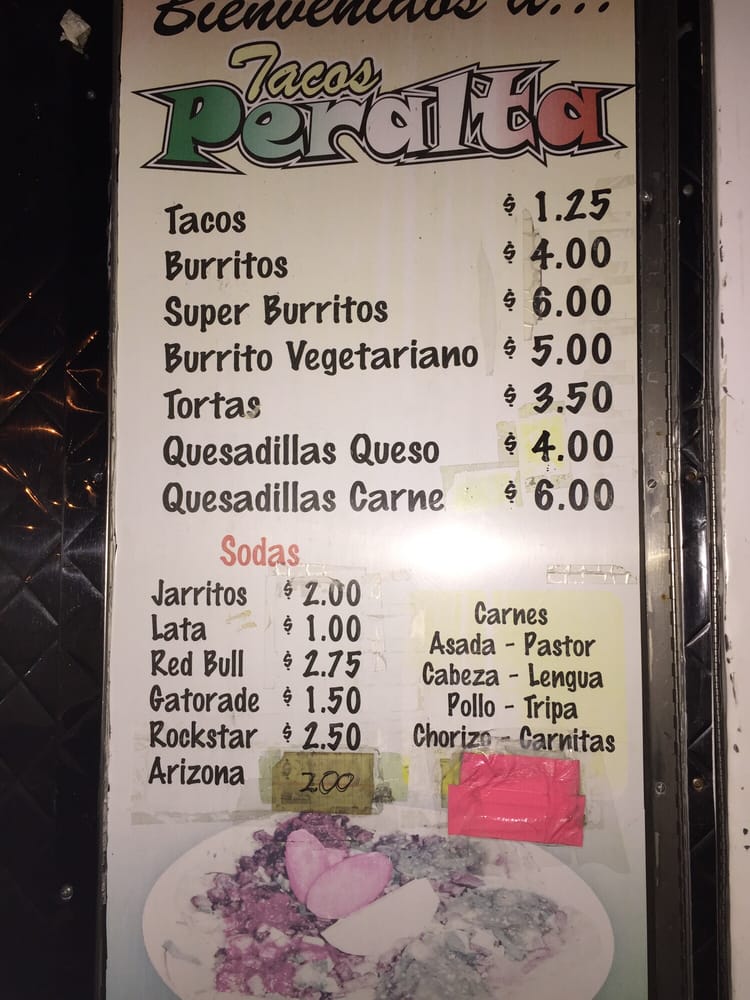 Bienvenidos a...
Tacos
Peralta
Tacos $ 1.25
Burritos $ 4.00
Super Burritos $ 6.00
Burrito Vegetariano $ 5.00
Tortas $ 3.50
Quesadillas Queso $ 4.00
Quesadillas Carne $ 6.00
Sodas
Jarritos $ 2.00
Lata $ 1.00
Red Bull $ 2.75
Gatorade $ 1.50
Rockstar $ 2.50
Arizona $ 2.00
Carnes
Asada - Pastor
Cabeza - Lengua
Pollo - Tripa
Chorizo - Carnitas